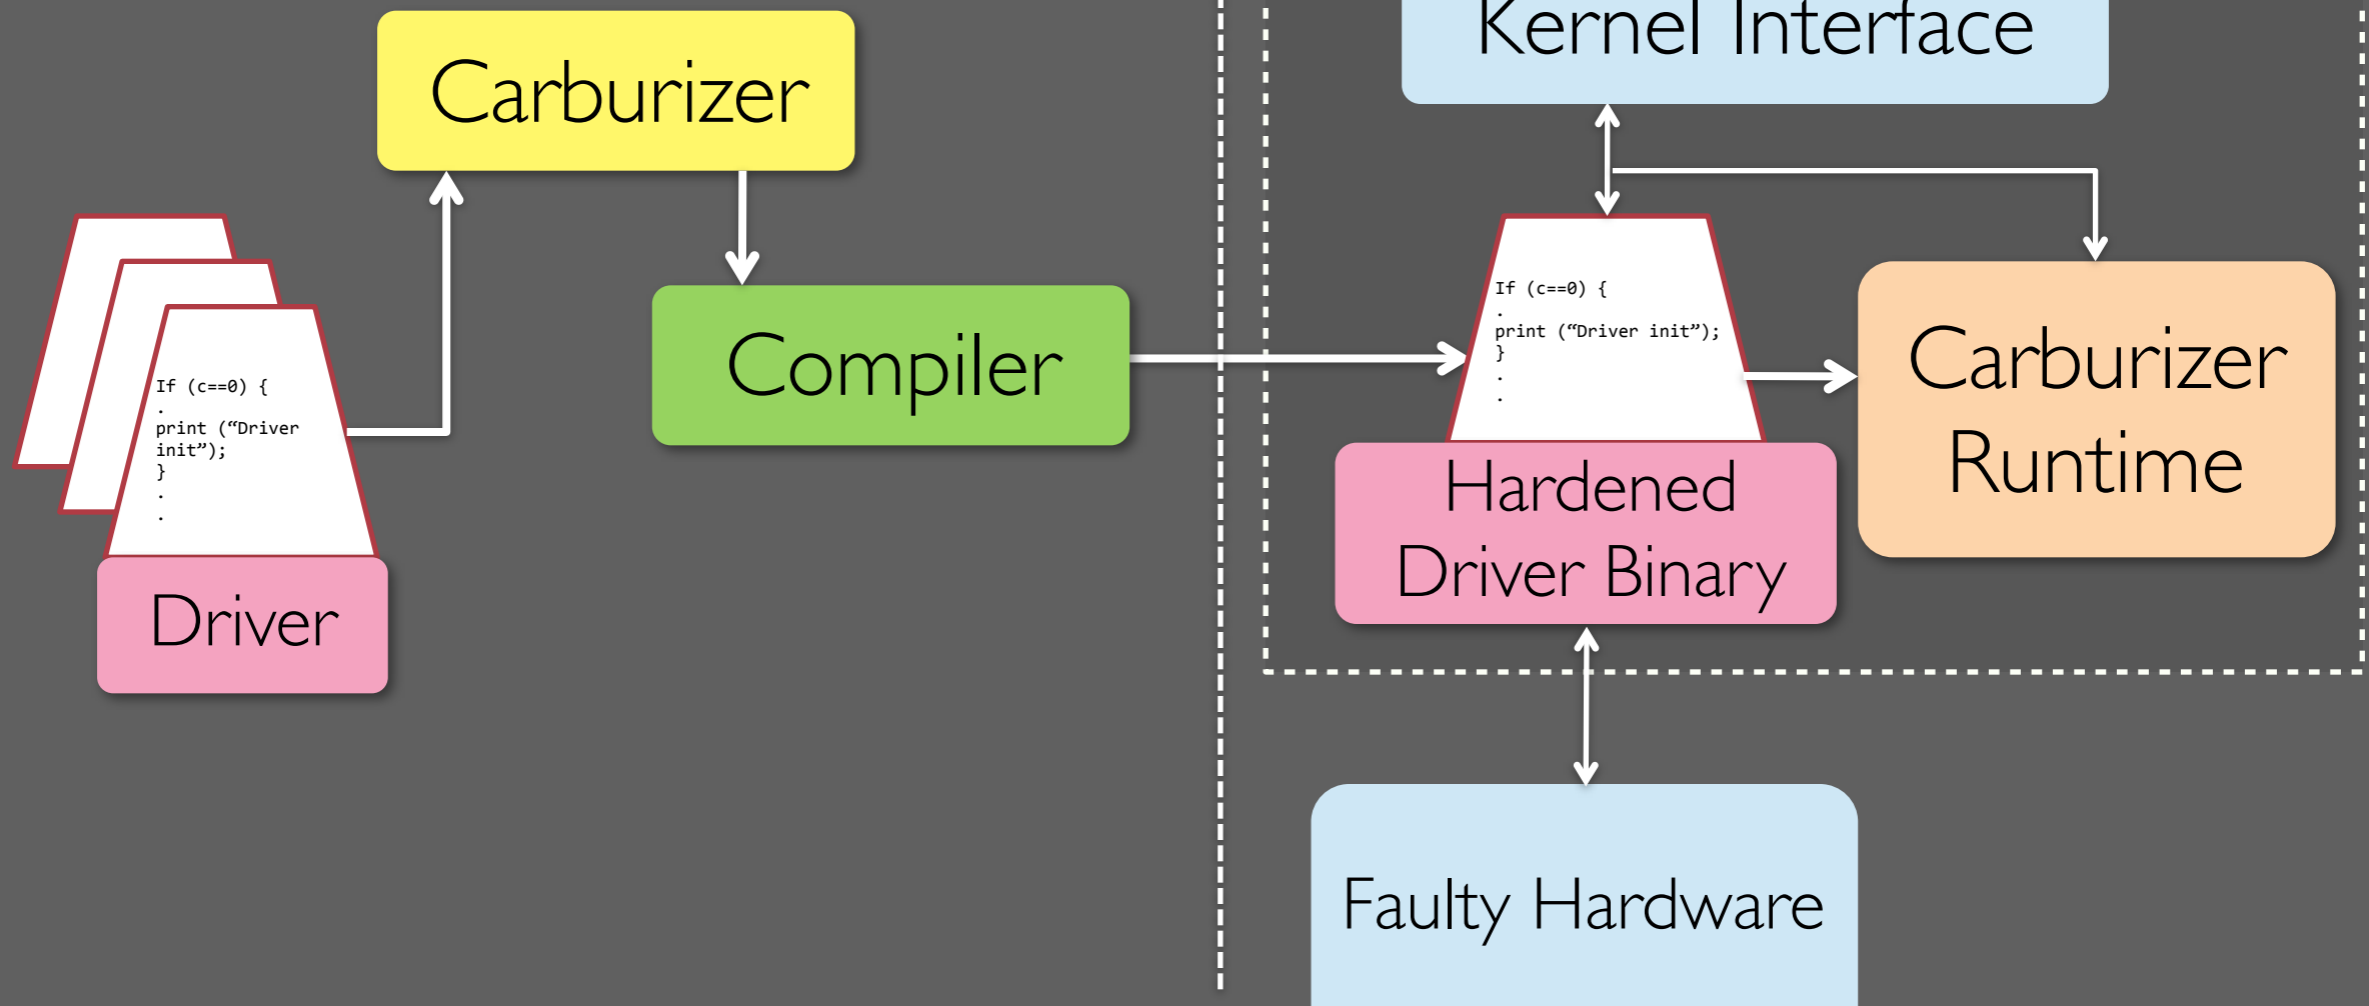 Carburizer
If (c==0) {
.
print (“Driver
init”);
}
.
.
Driver
Compiler
Kernel Interface
If (c==0) {
.
print (“Driver init”);
}
.
.
Hardened
Driver Binary
Carburizer
Runtime
Faulty Hardware